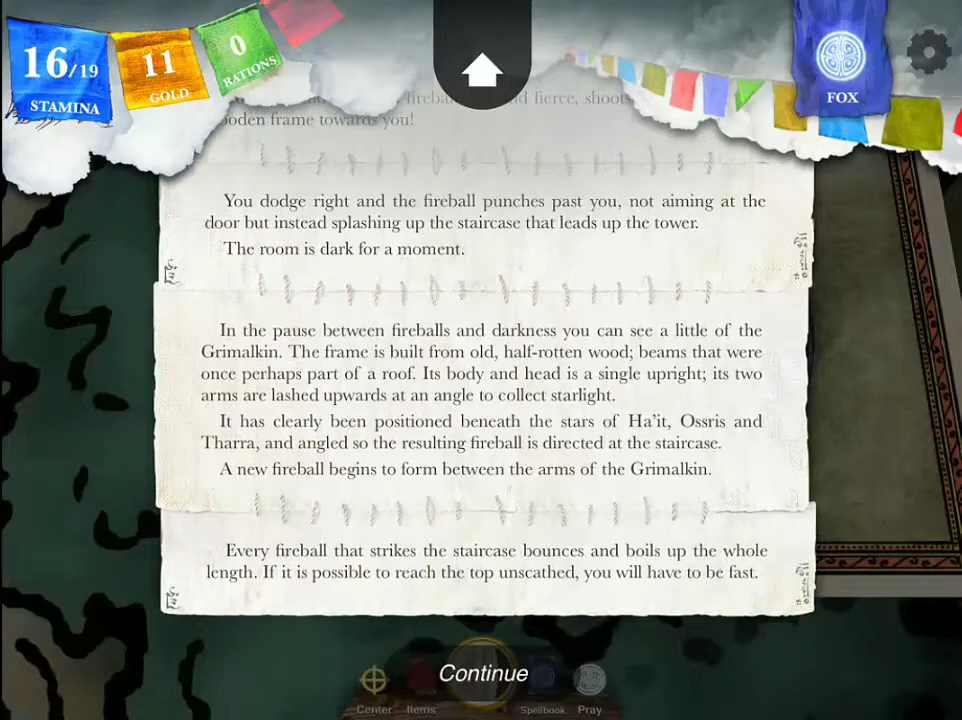 16/19
STAMINA
11
GOLD
0
RATIONS
FOX
fierce, shoots
towards you!
You dodge right and the fireball punches past you, not aiming at the
door but instead splashing up the staircase that leads up the tower.
The room is dark for a moment.
In the pause between fireballs and darkness you can see a little of the
Grimalkin. The frame is built from old, half-rotten wood; beams that were
once perhaps part of a roof. Its body and head is a single upright; its two
arms are lashed upwards at an angle to collect starlight.
It has clearly been positioned beneath the stars of Ha'it, Ossris and
Tharra, and angled so the resulting fireball is directed at the staircase.
A new fireball begins to form between the arms of the Grimalkin.
Every fireball that strikes the staircase bounces and boils up the whole
length. If it is possible to reach the top unscathed, you will have to be fast.
Continue
Center Items Spellbook Pray